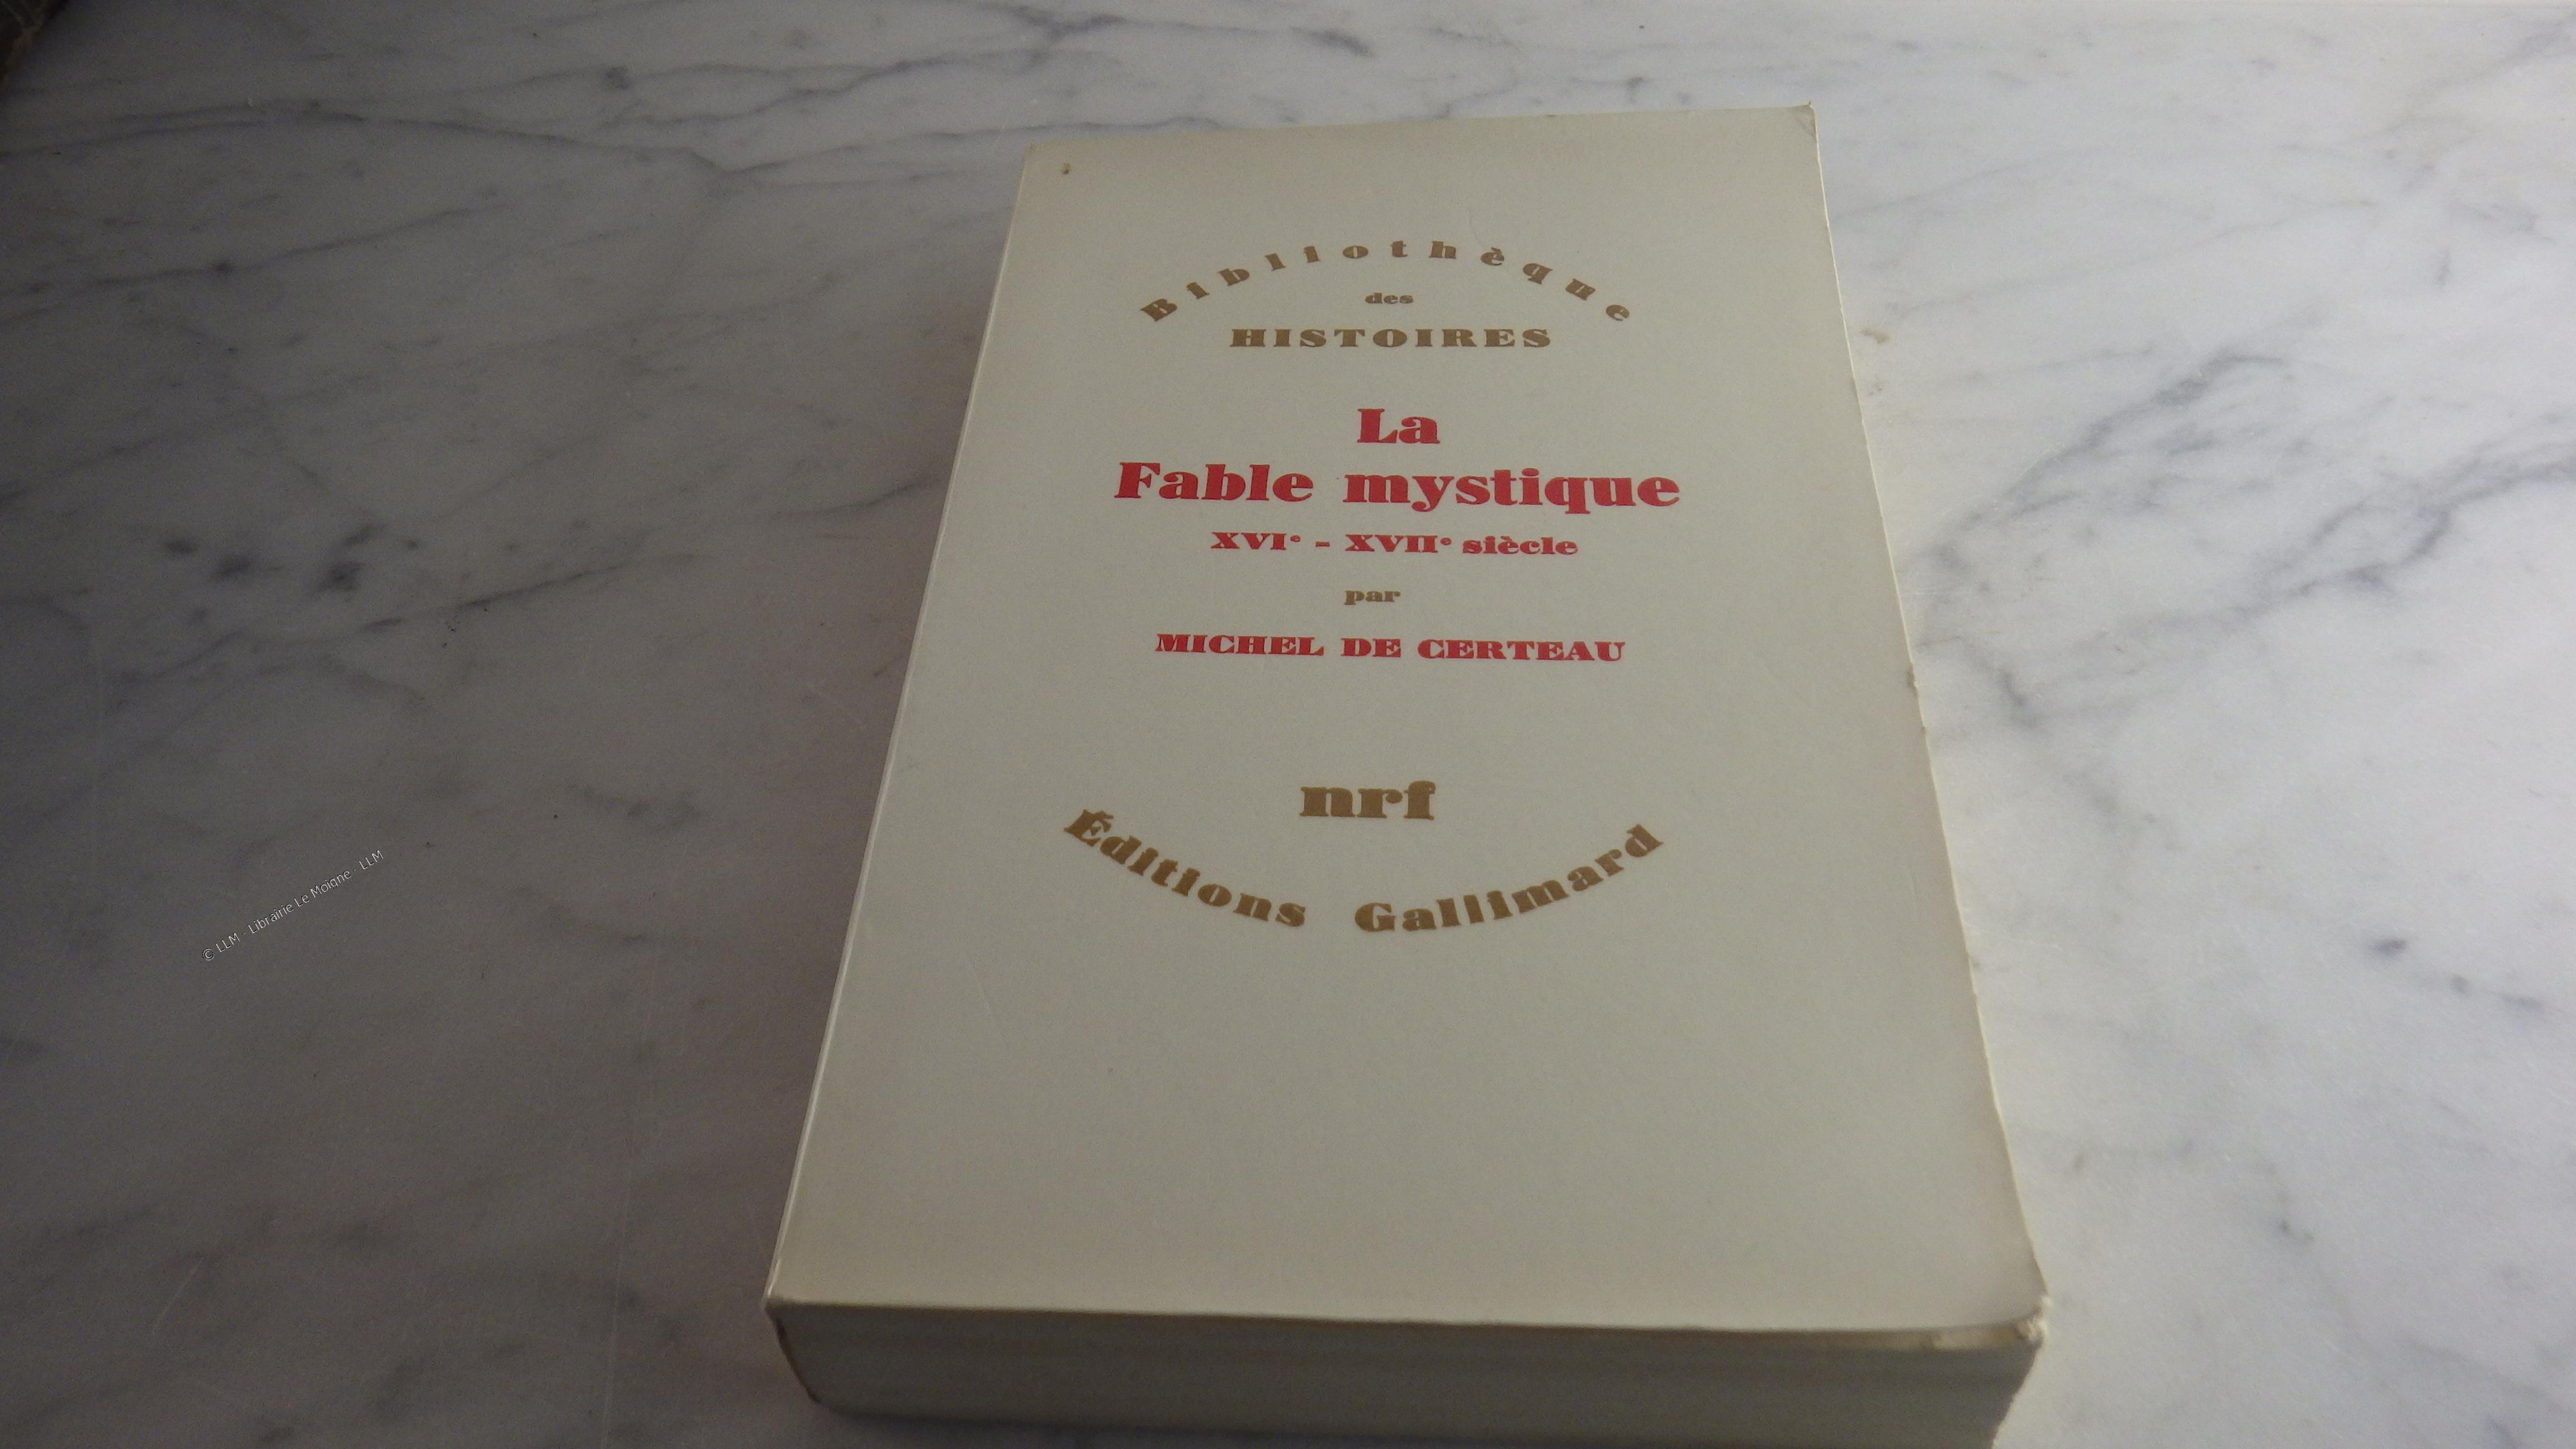 Bibliothèque
des
HISTOIRES
La
Fable mystique
XVIe - XVIIe siècle
par
MICHEL DE CERTEAU
nrf
Éditions Gallimard
© LLM - Librairie Le Moigne - LLM